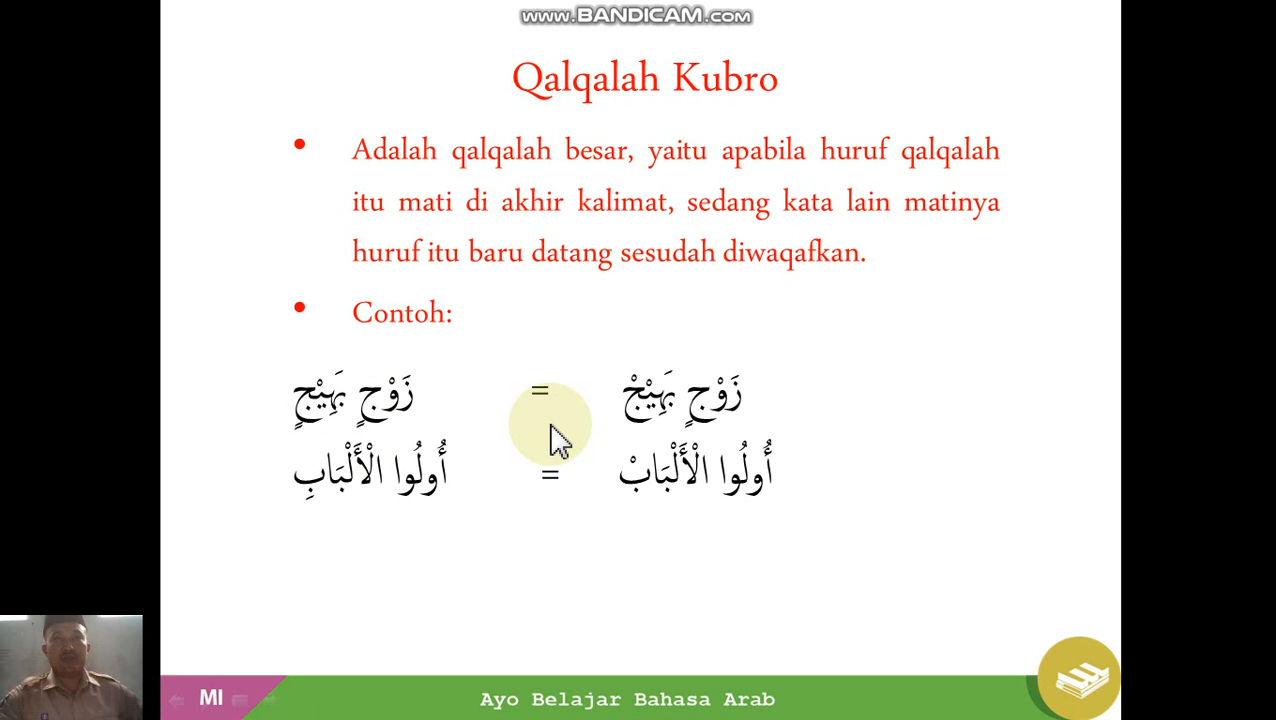 www.BANDICAM.com
Qalqalah Kubro
• Adalah qalqalah besar, yaitu apabila huruf qalqalah
itu mati di akhir kalimat, sedang kata lain matinya
huruf itu baru datang sesudah diwaqafkan.
• Contoh:
زَوْجٍ بَهِيْجٍ = زَوْجٍ بَهِيْجْ
أُولُوا الْأَلْبَابِ = أُولُوا الْأَلْبَابْ
MI
Ayo Belajar Bahasa Arab